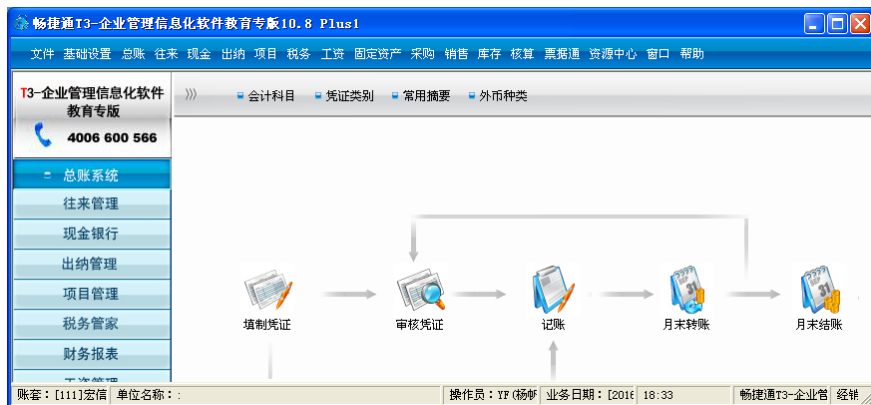 畅捷通T3-企业管理信息化软件教育专版10.8 Plus1
文件 基础设置 总账 往来 现金 出纳 项目 税务 工资 固定资产 采购 销售 库存 核算 票据通 资源中心 窗口 帮助
T3-企业管理信息化软件
教育专版
4006 600 566
会计科目 凭证类别 常用摘要 外币种类
总账系统
往来管理
现金银行
出纳管理
项目管理
税务管家
财务报表
填制凭证 审核凭证 记账 月末转账 月末结账
账套：[111]宏信 单位名称：: 操作员：YF(杨 业务日期：[2016 18:33 畅捷通T3-企业管 经销